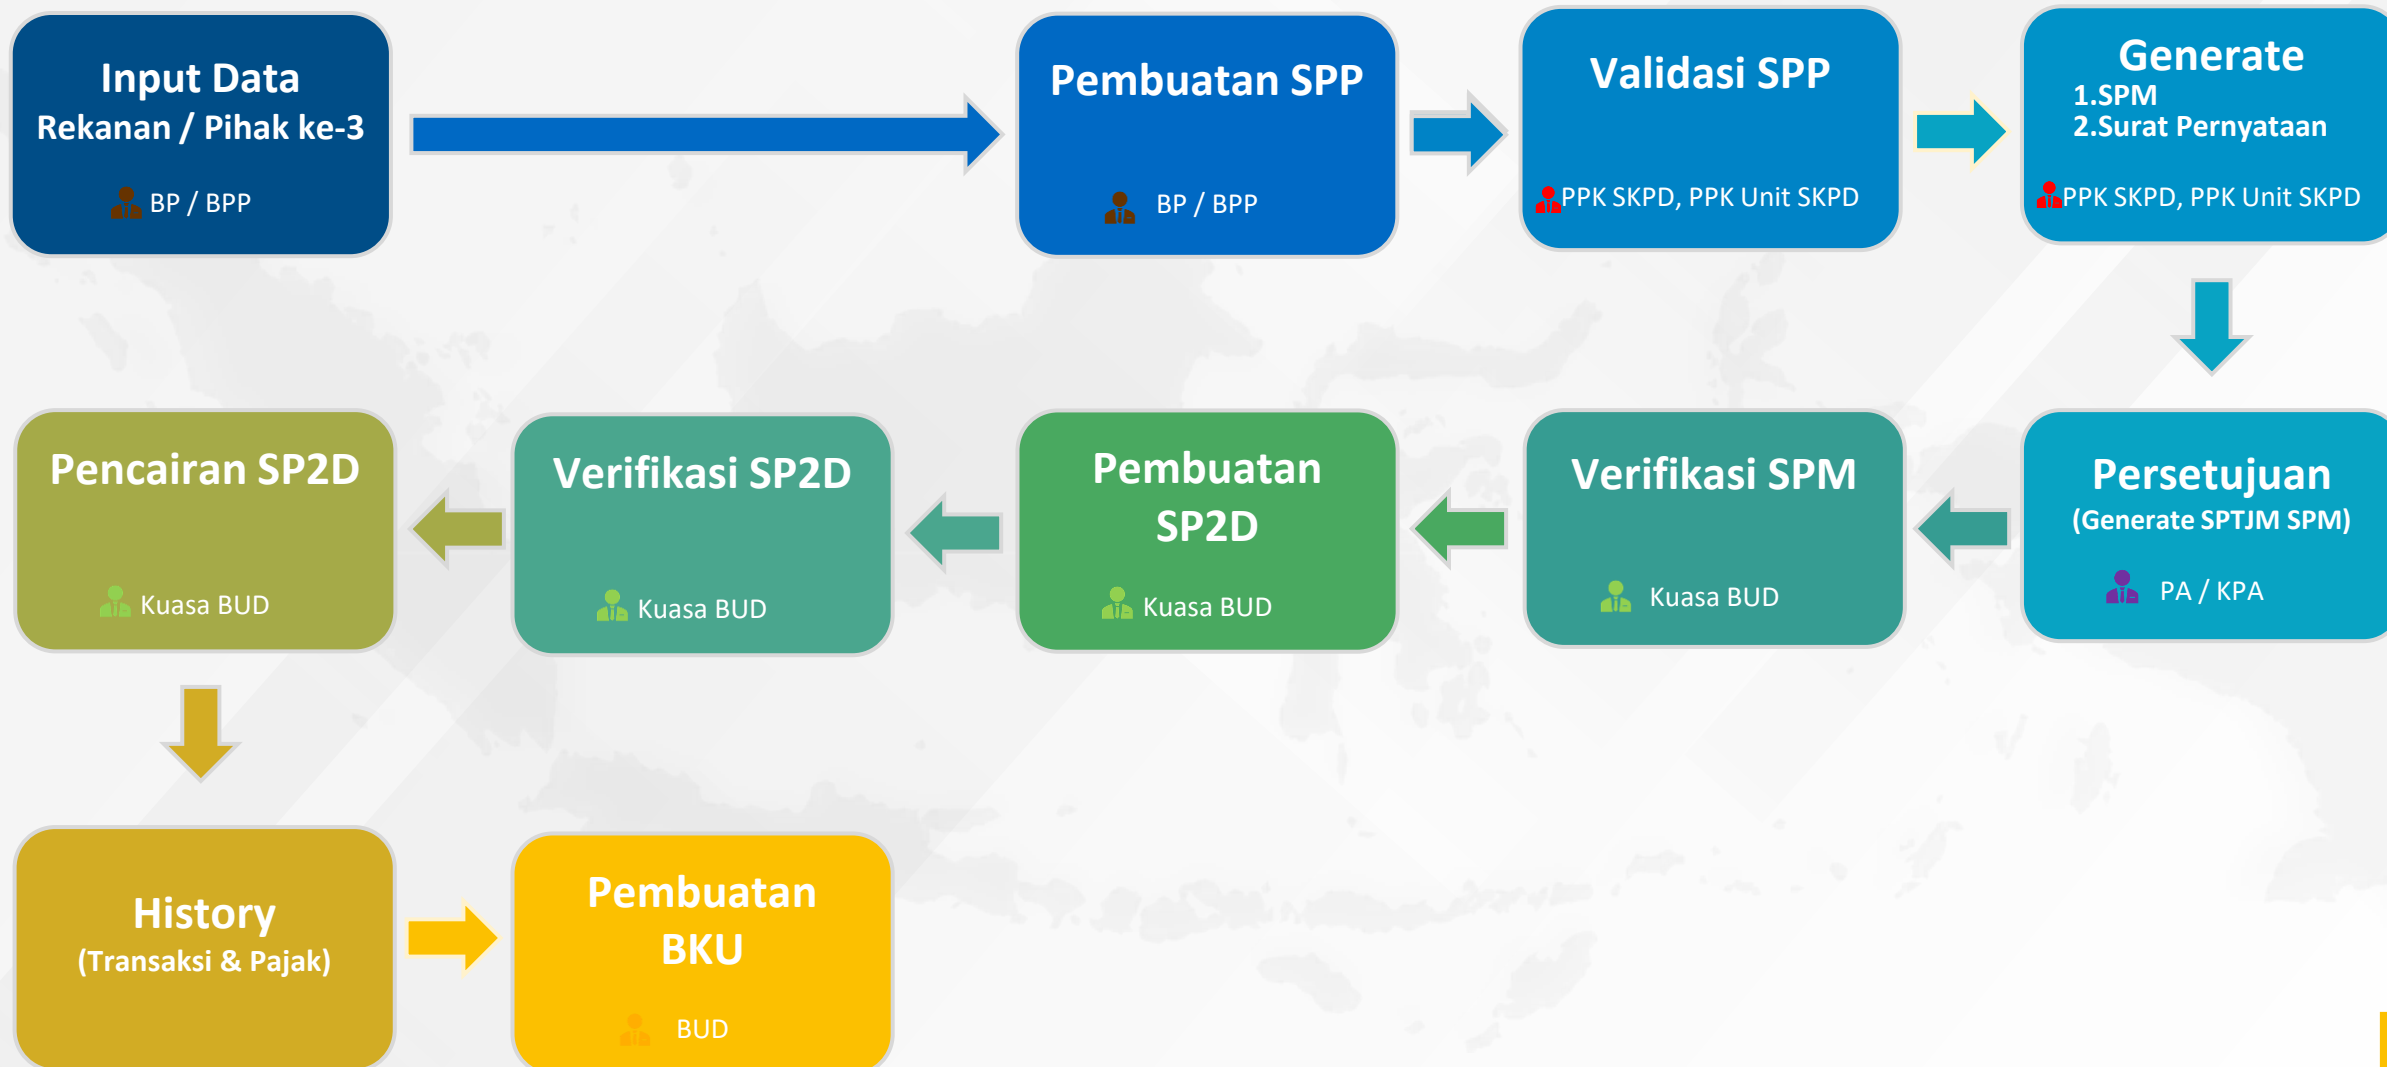 Input Data
Rekanan / Pihak ke-3
BP / BPP
Pembuatan SPP
BP / BPP
Validasi SPP
PPK SKPD, PPK Unit SKPD
Generate
1.SPM
2.Surat Pernyataan
PPK SKPD, PPK Unit SKPD
Pencairan SP2D
Kuasa BUD
Verifikasi SP2D
Kuasa BUD
Pembuatan
SP2D
Kuasa BUD
Verifikasi SPM
Kuasa BUD
Persetujuan
(Generate SPTJM SPM)
PA / KPA
History
(Transaksi & Pajak)
Pembuatan
BKU
BUD